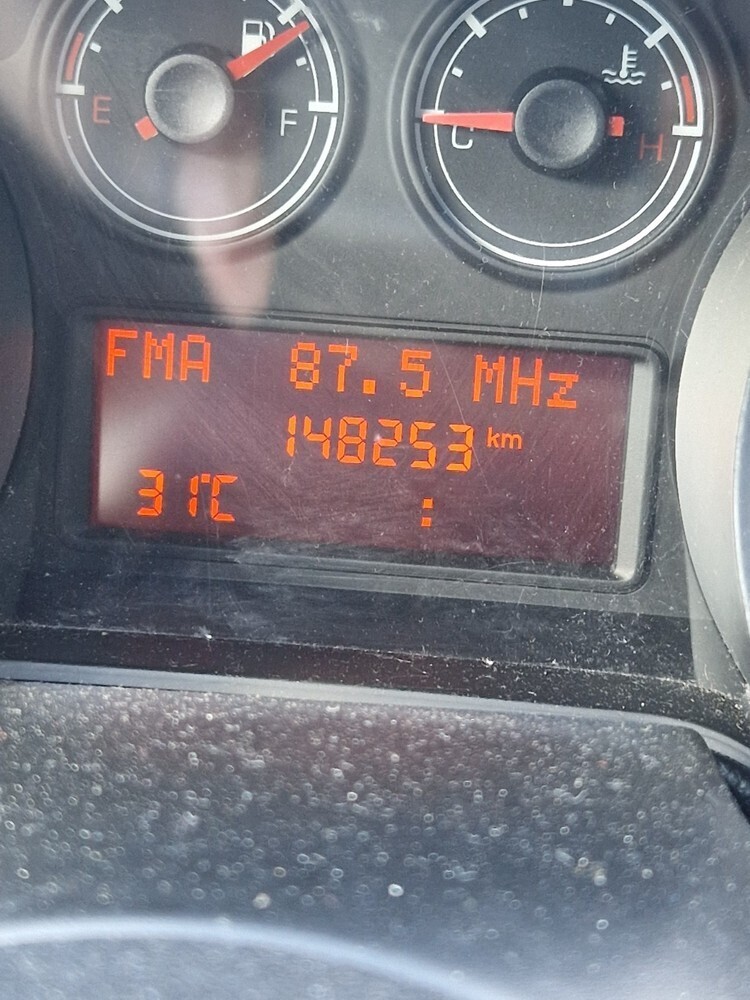 E F
C H
FMA 87.5 MHz
148253 km
31°C :